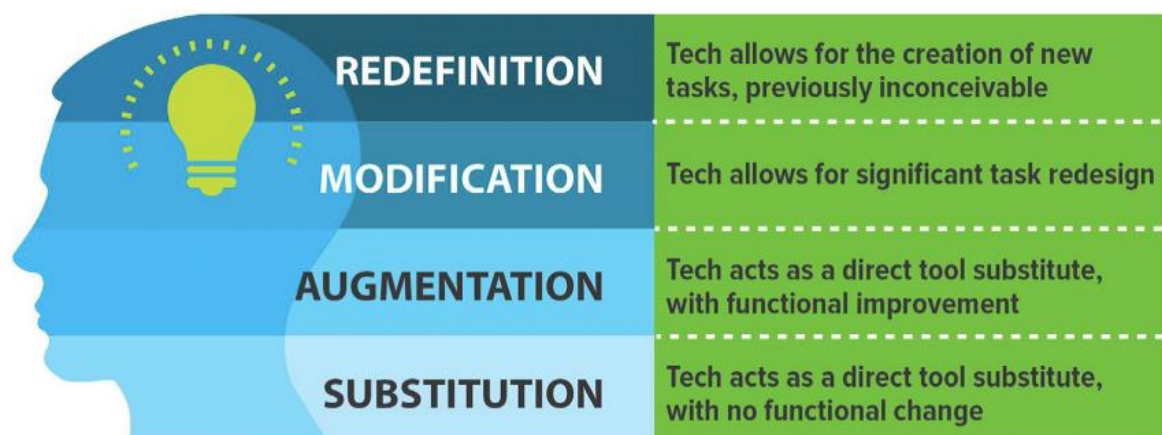 REDEFINITION
Tech allows for the creation of new
tasks, previously inconceivable
MODIFICATION
Tech allows for significant task redesign
AUGMENTATION
Tech acts as a direct tool substitute,
with functional improvement
SUBSTITUTION
Tech acts as a direct tool substitute,
with no functional change